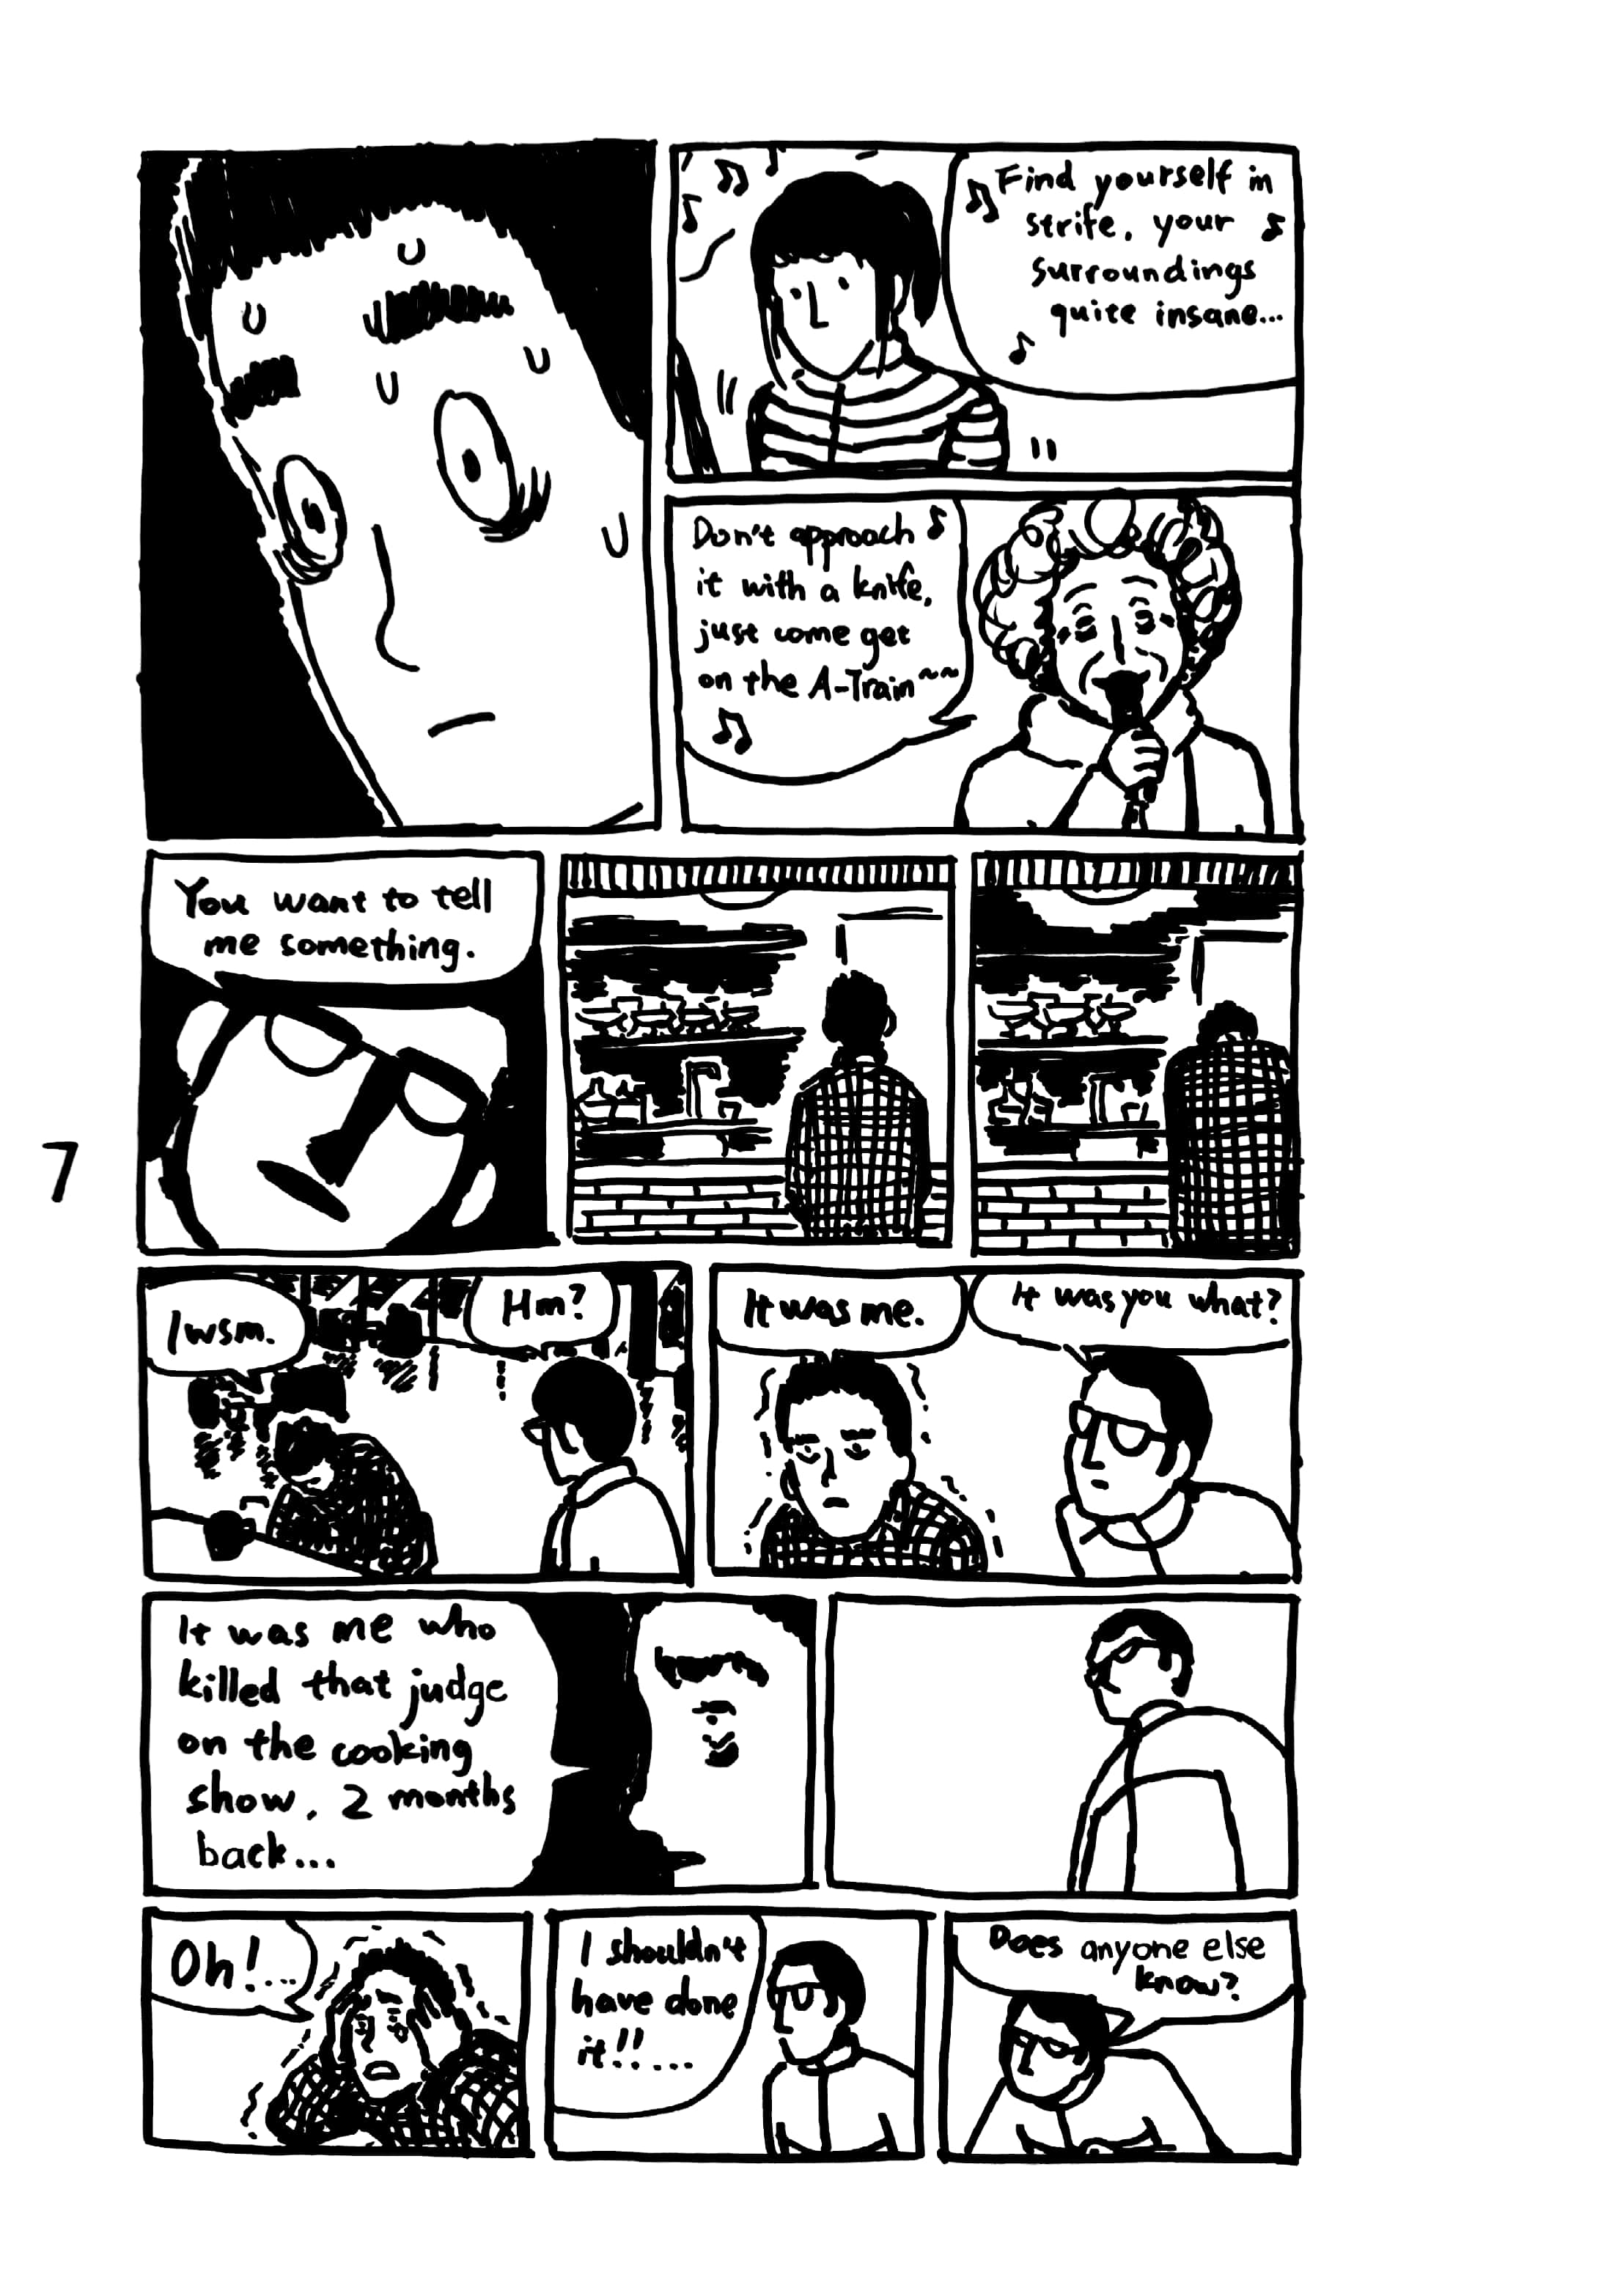 Find yourself in
strife, your
surroundings
quite insane...
Don't approach
it with a knife,
just come get
on the A-Train~~
You want to tell
me something.
7
I wsm.
Hm?
It was me.
It was you what?
It was me who
killed that judge
on the cooking
show, 2 months
back...
Oh!...
I shouldn't
have done
it!!....
Does anyone else
know?